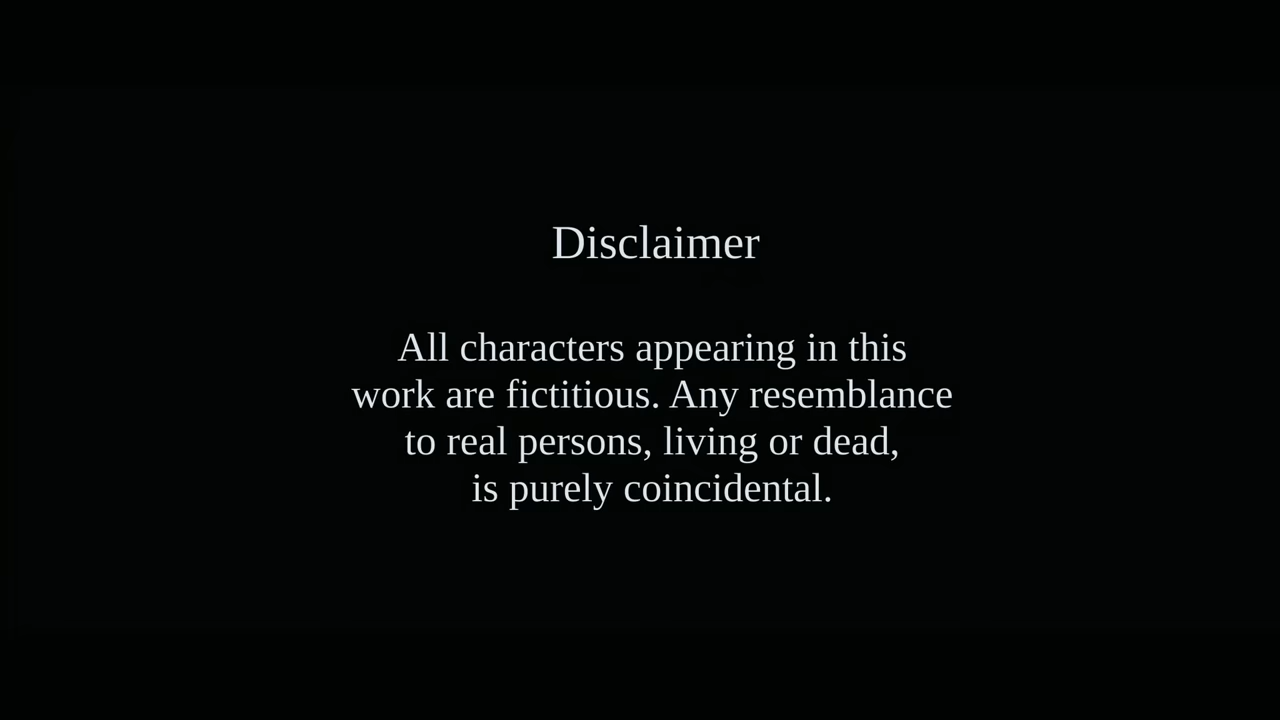 Disclaimer
All characters appearing in this
work are fictitious. Any resemblance
to real persons, living or dead,
is purely coincidental.